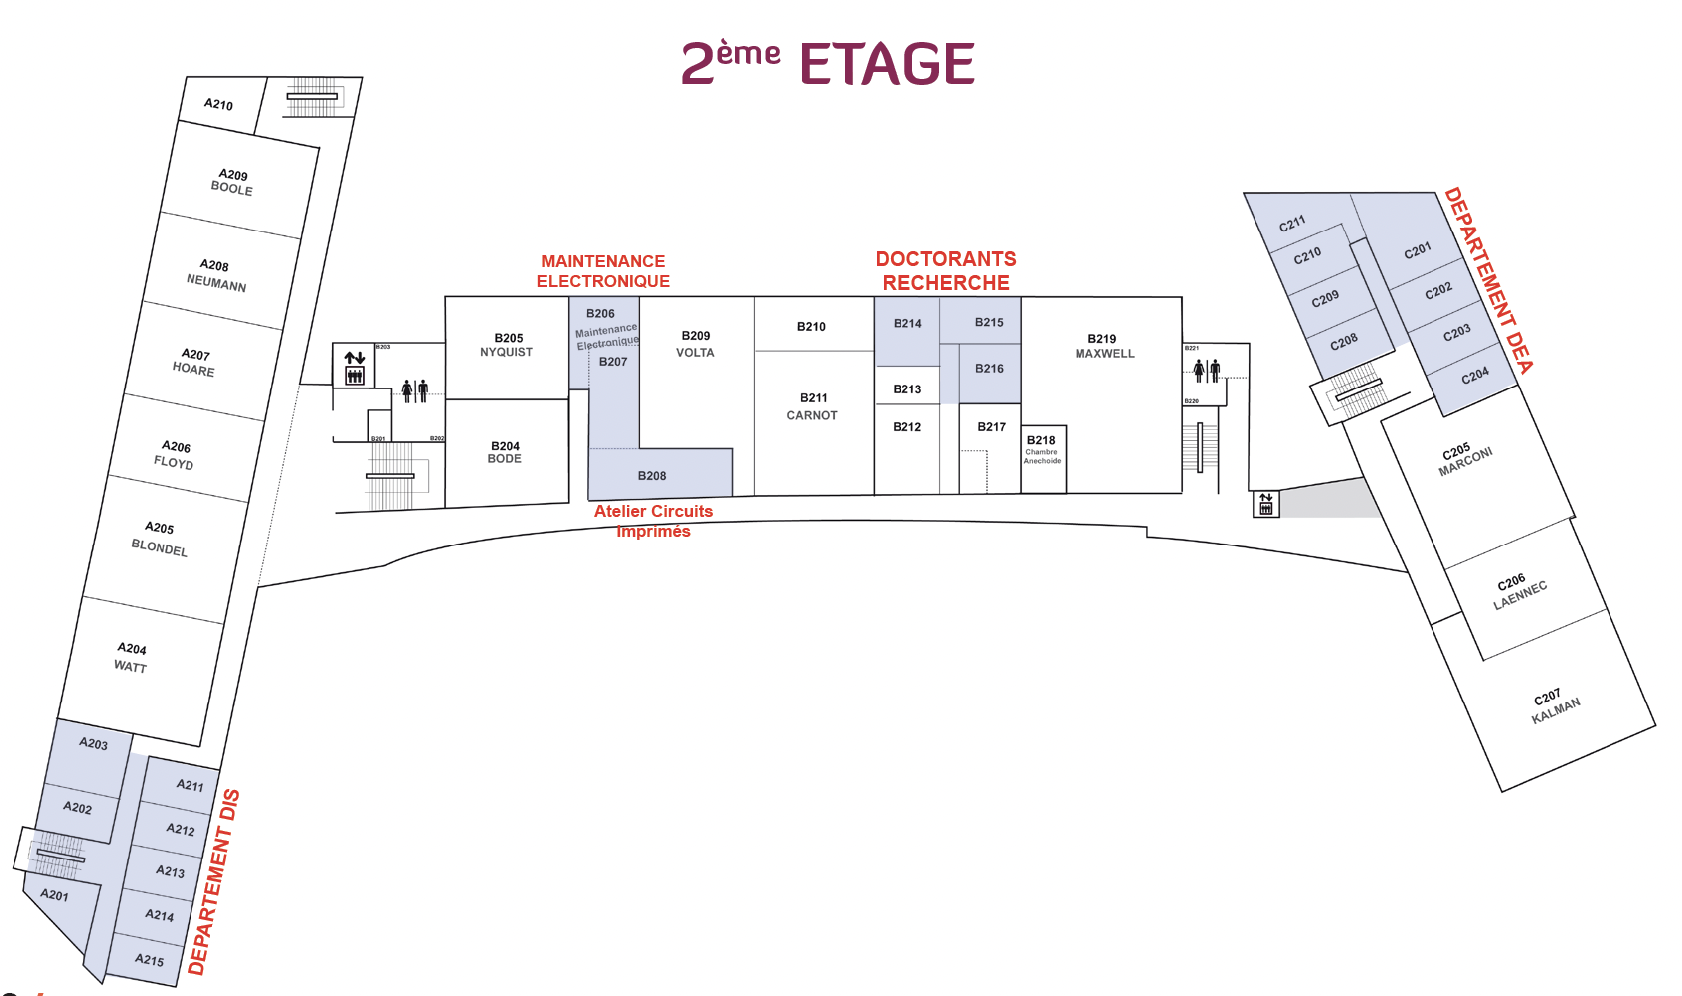 2ème ETAGE
A210
A209
BOOLE
A208
NEUMANN
A207
HOARE
A206
FLOYD
A205
BLONDEL
A204
WATT
A203
A202
A201
A211
A212
A213
A214
A215
DEPARTEMENT DIS
B203
B201
B202
B205
NYQUIST
B204
BODE
MAINTENANCE
ELECTRONIQUE
B206
Maintenance
Electronique
B207
B208
Atelier Circuits
Imprimés
B209
VOLTA
B210
B211
CARNOT
DOCTORANTS
RECHERCHE
B214
B215
B216
B213
B212
B217
B218
Chambre
Anechoide
B219
MAXWELL
B221
B220
C211
C210
C209
C208
C201
C202
C203
C204
DEPARTEMENT DEA
C205
MARCONI
C206
LAENNEC
C207
KALMAN